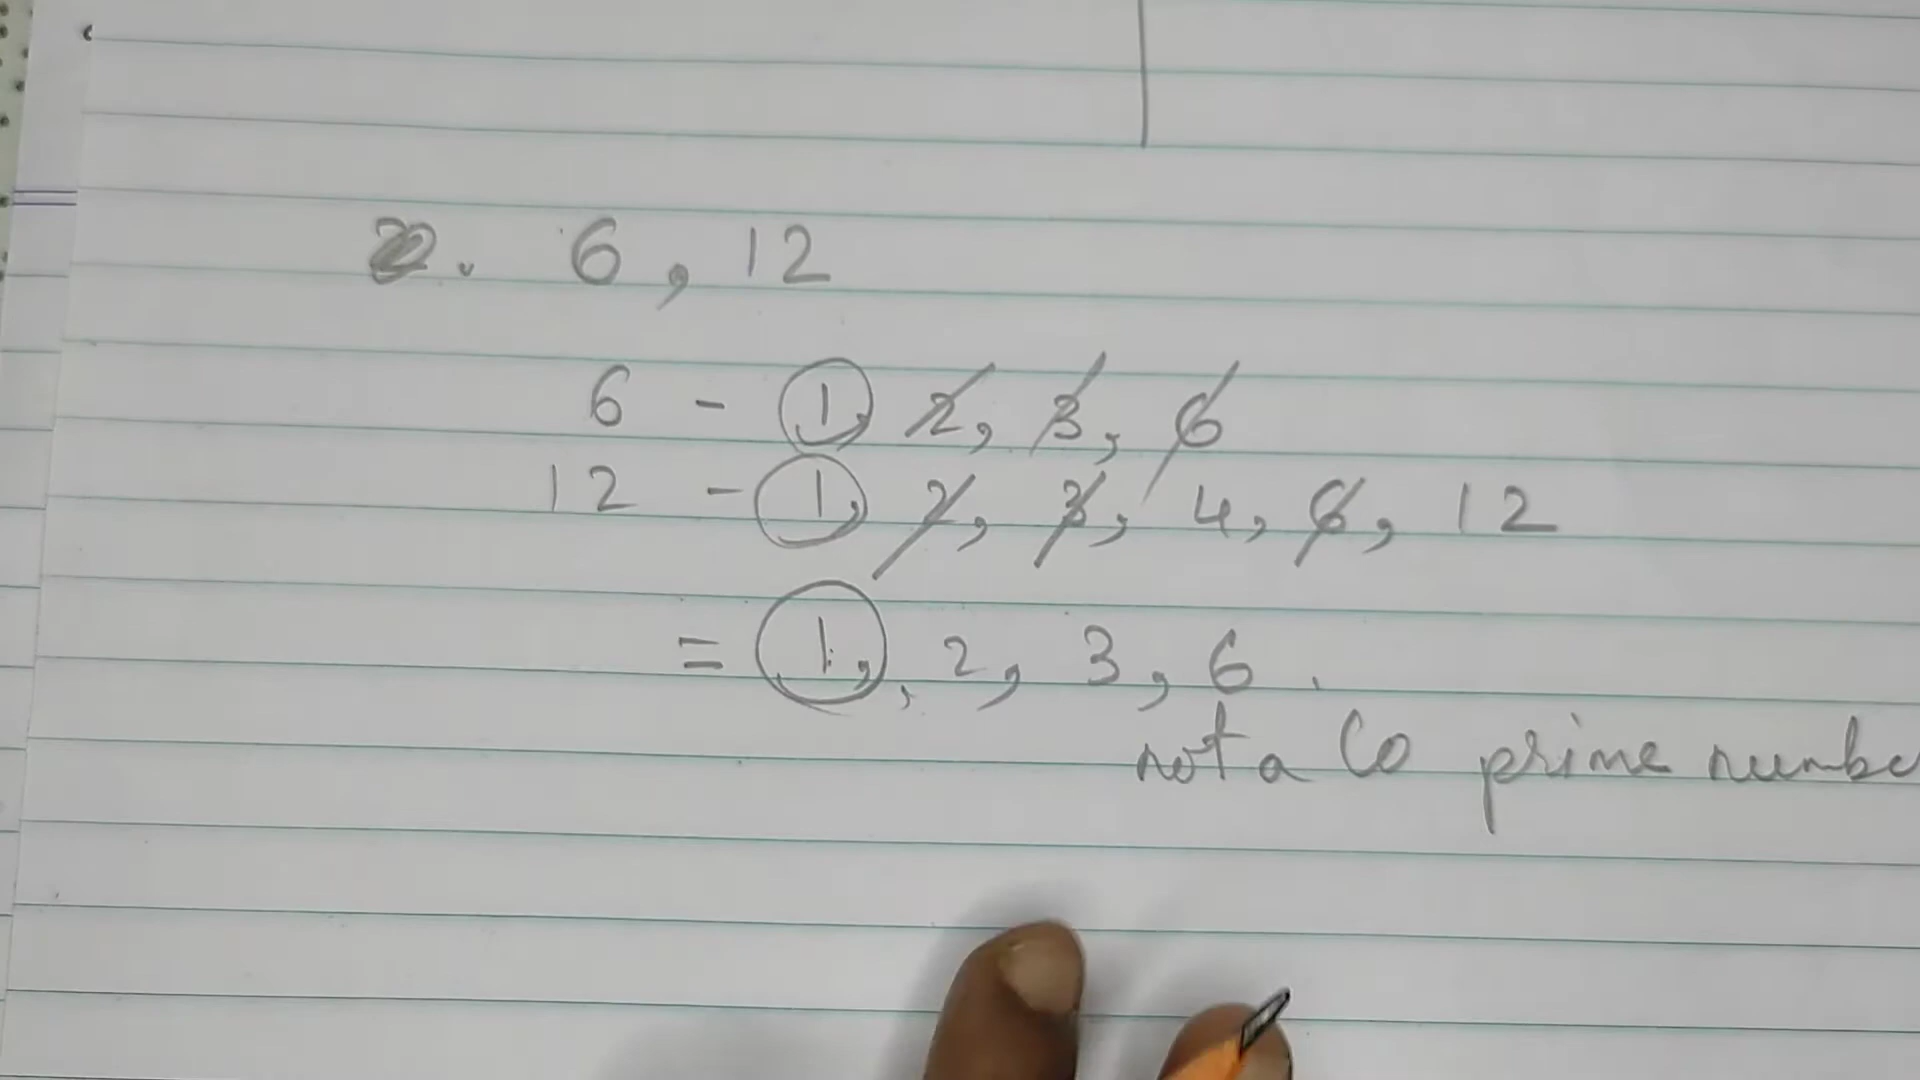 2. 6, 12
6 - 1, 2, 3, 6
12 - 1, 2, 3, 4, 6, 12
= 1,, 2, 3, 6.
not a Co prime numbe